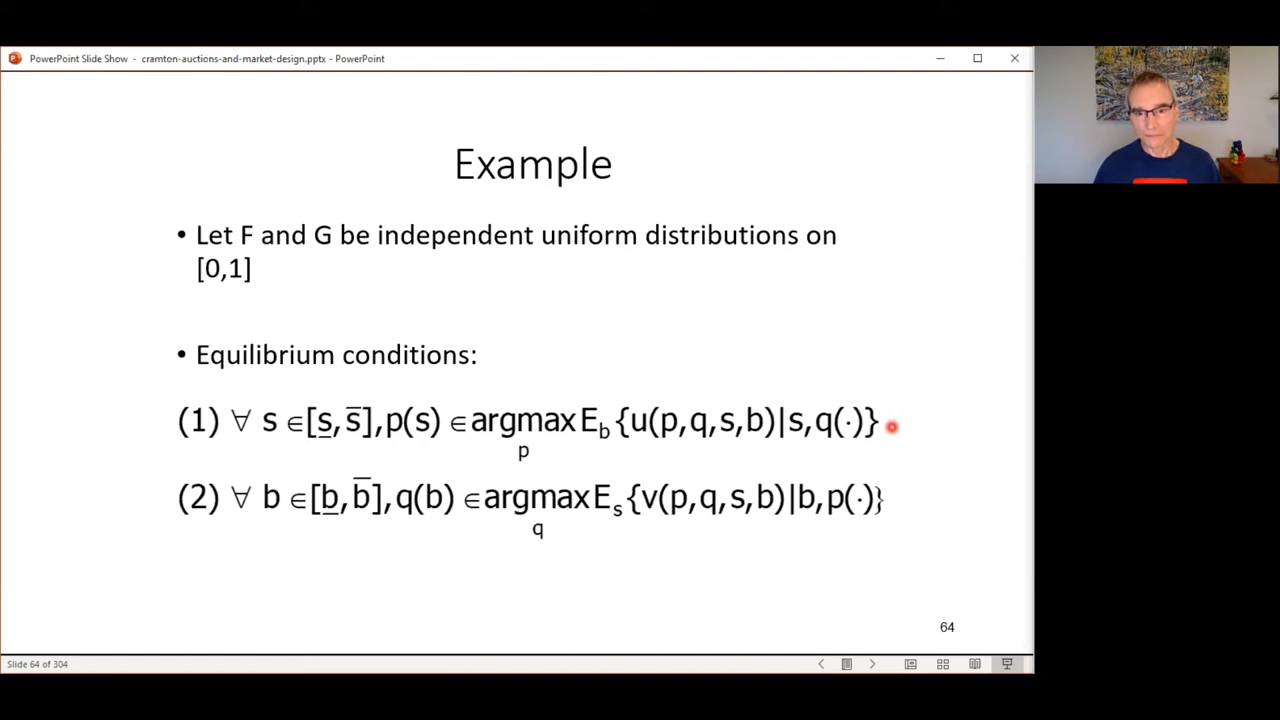 PowerPoint Slide Show - cramton-auctions-and-market-design.pptx - PowerPoint
Example
• Let F and G be independent uniform distributions on
[0,1]
• Equilibrium conditions:
(1) ∀ s ∈[s̲,s̅],p(s) ∈argmax E_b {u(p,q,s,b)|s,q(·)}
p
(2) ∀ b ∈[b̲,b̅],q(b) ∈argmax E_s {v(p,q,s,b)|b,p(·)}
q
64
Slide 64 of 304